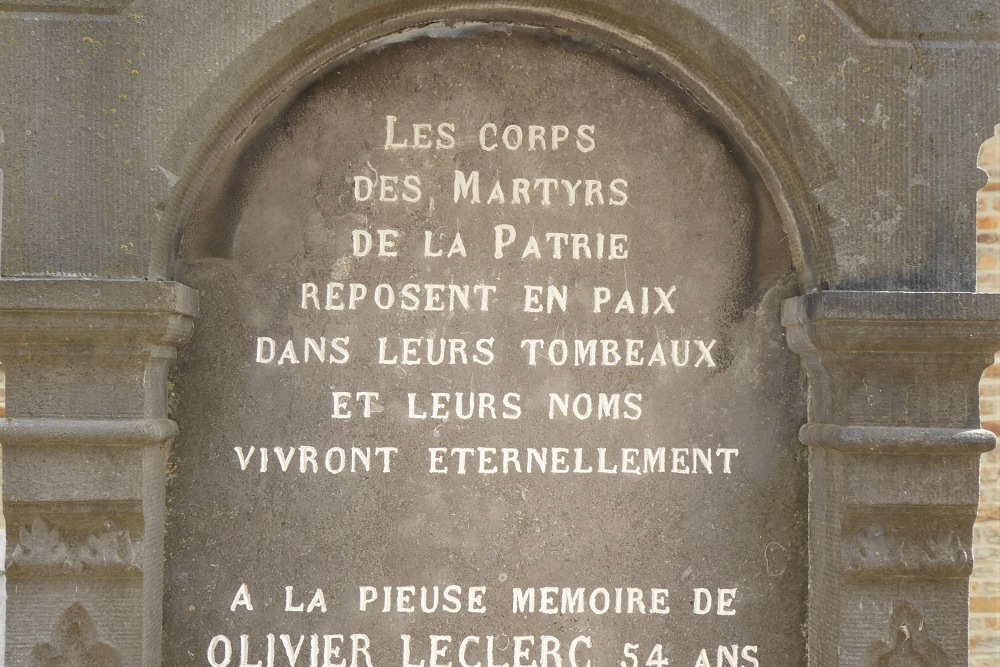 LES CORPS
DES MARTYRS
DE LA PATRIE
REPOSENT EN PAIX
DANS LEURS TOMBEAUX
ET LEURS NOMS
VIVRONT ETERNELLEMENT
A LA PIEUSE MEMOIRE DE
OLIVIER LECLERC 54 ANS